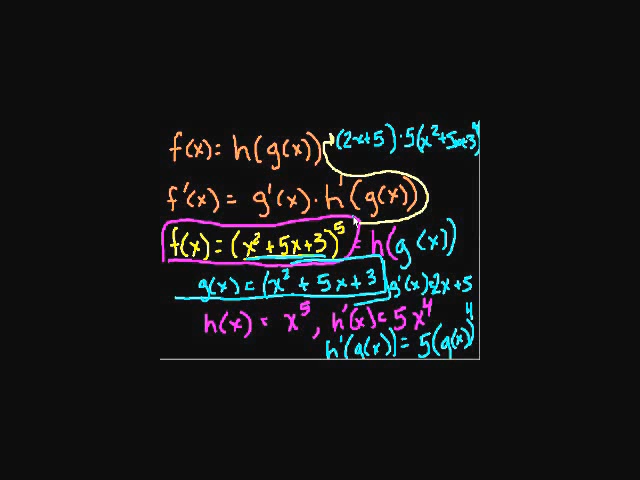 f(x) = h(g(x)) (2x+5)·5(x²+5x+3)⁴
f'(x) = g'(x)·h'(g(x))
f(x) = (x²+5x+3)⁵ = h(g(x))
g(x) = (x²+5x+3 g'(x)=2x+5
h(x) = x⁵, h'(x)=5x⁴
h'(g(x)) = 5(g(x))⁴